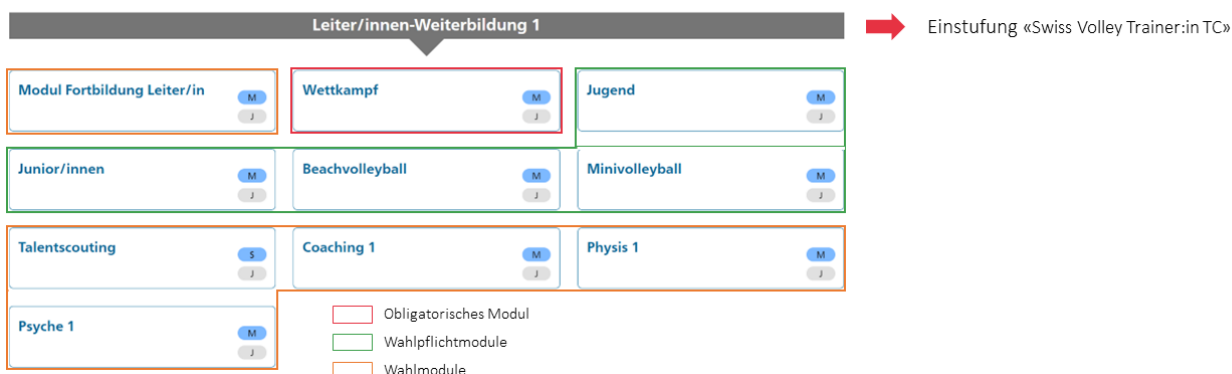 Leiter/innen-Weiterbildung 1
Einstufung «Swiss Volley Trainer:in TC»
Modul Fortbildung Leiter/in
M
J
Wettkampf
M
J
Jugend
M
J
Junior/innen
M
J
Beachvolleyball
M
J
Minivolleyball
M
J
Talentscouting
S
J
Coaching 1
M
J
Physis 1
M
J
Psyche 1
M
J
Obligatorisches Modul
Wahlpflichtmodule
Wahlmodule